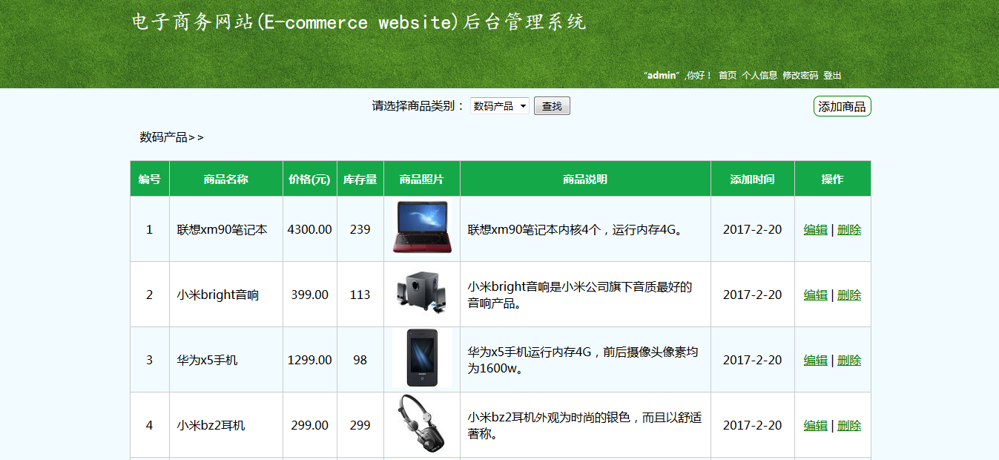 电子商务网站(E-commerce website)后台管理系统
“admin”,你好！ 首页 个人信息 修改密码 登出
请选择商品类别： 数码产品 查找 添加商品
数码产品>>
编号 商品名称 价格(元) 库存量 商品照片 商品说明 添加时间 操作
1 联想xm90笔记本 4300.00 239 联想xm90笔记本内核4个，运行内存4G。 2017-2-20 编辑 | 删除
2 小米bright音响 399.00 113 小米bright音响是小米公司旗下音质最好的
音响产品。 2017-2-20 编辑 | 删除
3 华为x5手机 1299.00 98 华为x5手机运行内存4G，前后摄像头像素均
为1600w。 2017-2-20 编辑 | 删除
4 小米bz2耳机 299.00 299 小米bz2耳机外观为时尚的银色，而且以舒适
著称。 2017-2-20 编辑 | 删除